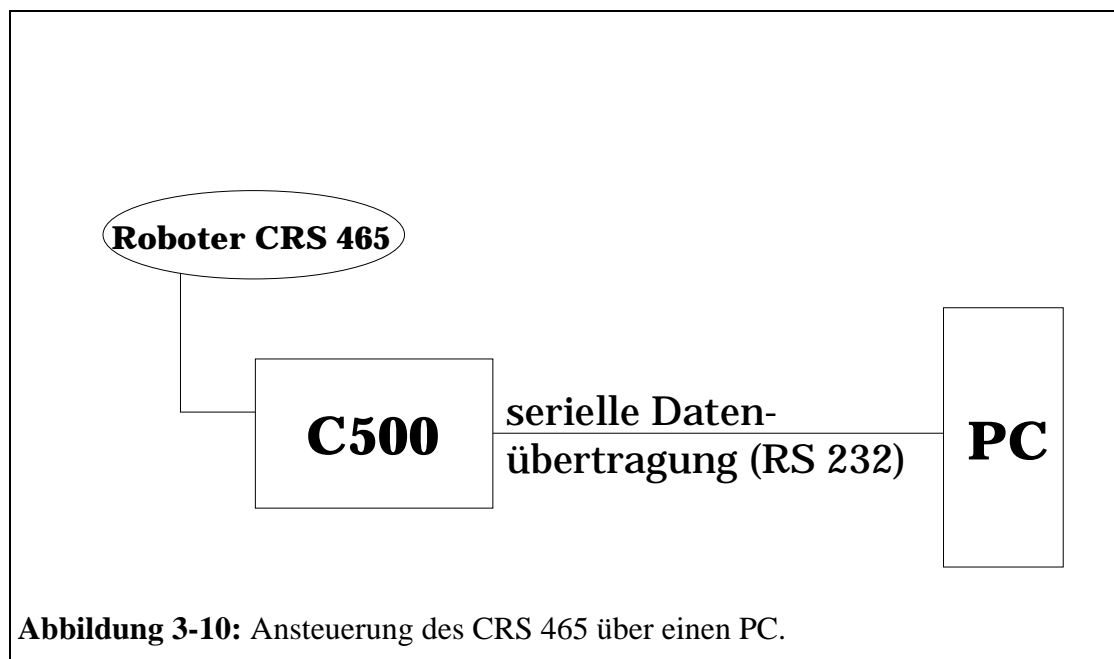 Roboter CRS 465
C500
serielle Daten-
übertragung (RS 232)
PC
Abbildung 3-10: Ansteuerung des CRS 465 über einen PC.